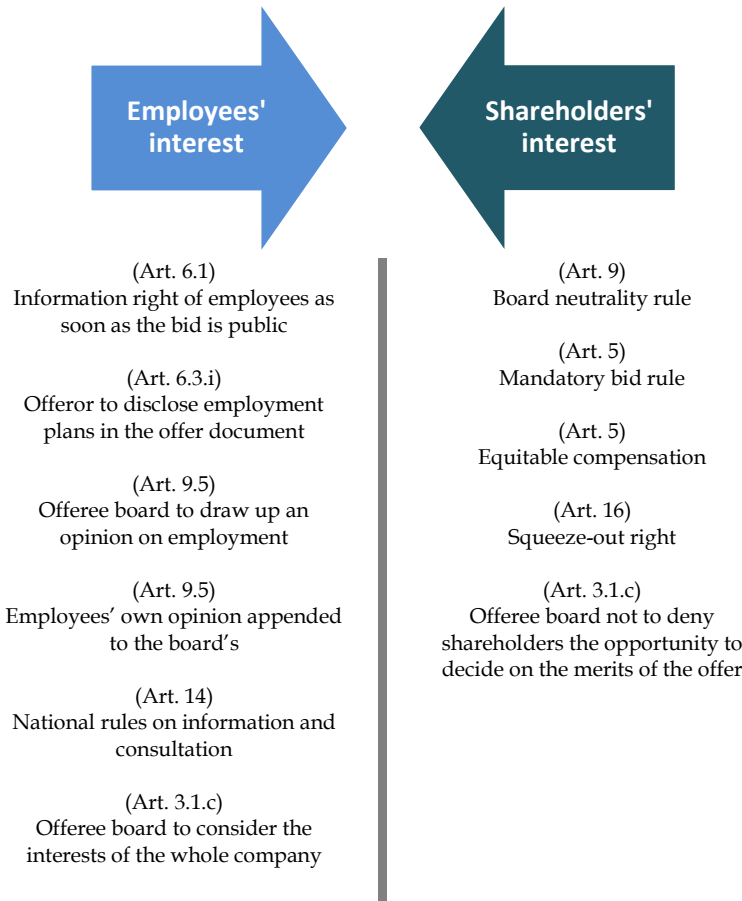 Employees'
interest
Shareholders'
interest
(Art. 6.1)
Information right of employees as
soon as the bid is public
(Art. 6.3.i)
Offeror to disclose employment
plans in the offer document
(Art. 9.5)
Offeree board to draw up an
opinion on employment
(Art. 9.5)
Employees’ own opinion appended
to the board’s
(Art. 14)
National rules on information and
consultation
(Art. 3.1.c)
Offeree board to consider the
interests of the whole company
(Art. 9)
Board neutrality rule
(Art. 5)
Mandatory bid rule
(Art. 5)
Equitable compensation
(Art. 16)
Squeeze-out right
(Art. 3.1.c)
Offeree board not to deny
shareholders the opportunity to
decide on the merits of the offer